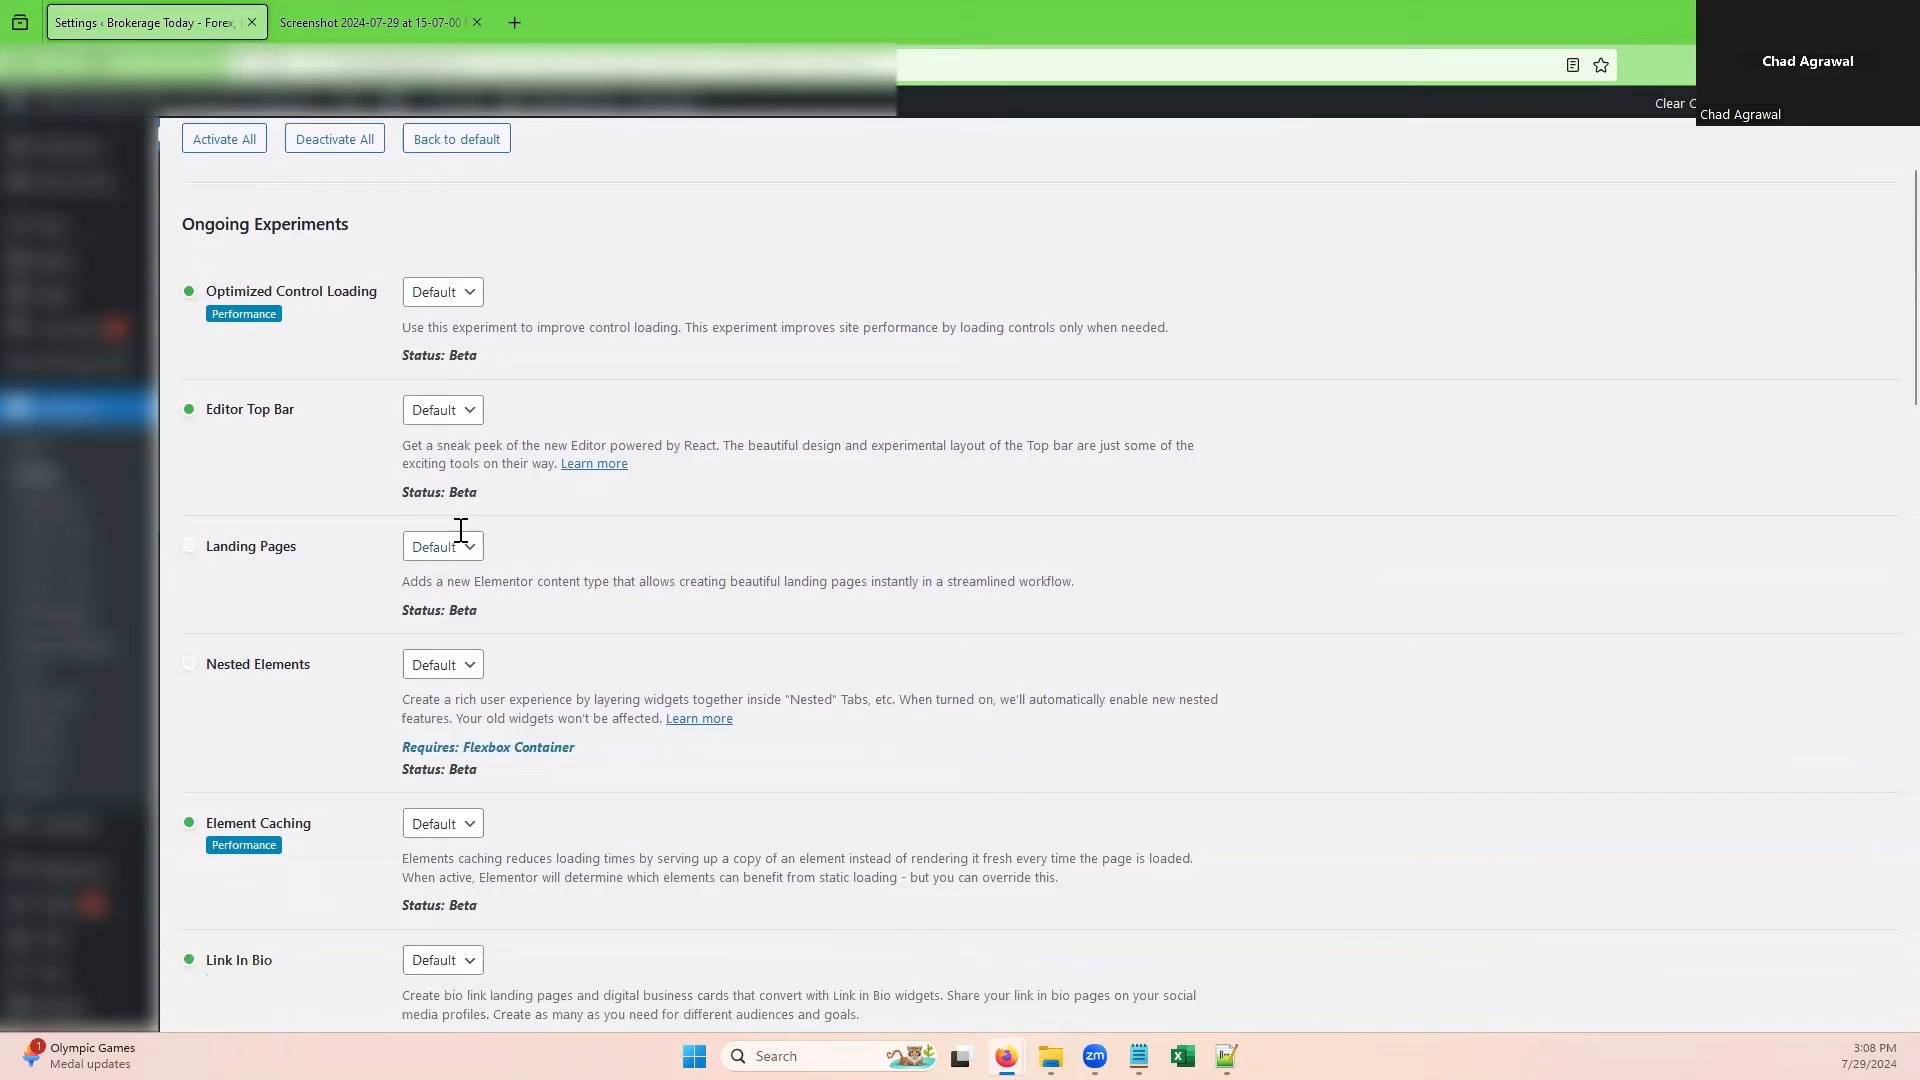 Settings ‹ Brokerage Today - Forex,
Screenshot 2024-07-29 at 15-07-00
Chad Agrawal
Clear
Chad Agrawal
Activate All
Deactivate All
Back to default
Ongoing Experiments
Optimized Control Loading
Default
Performance
Use this experiment to improve control loading. This experiment improves site performance by loading controls only when needed.
Status: Beta
Editor Top Bar
Default
Get a sneak peek of the new Editor powered by React. The beautiful design and experimental layout of the Top bar are just some of the
exciting tools on their way. Learn more
Status: Beta
Landing Pages
Default
Adds a new Elementor content type that allows creating beautiful landing pages instantly in a streamlined workflow.
Status: Beta
Nested Elements
Default
Create a rich user experience by layering widgets together inside "Nested" Tabs, etc. When turned on, we'll automatically enable new nested
features. Your old widgets won't be affected. Learn more
Requires: Flexbox Container
Status: Beta
Element Caching
Default
Performance
Elements caching reduces loading times by serving up a copy of an element instead of rendering it fresh every time the page is loaded.
When active, Elementor will determine which elements can benefit from static loading - but you can override this.
Status: Beta
Link In Bio
Default
Create bio link landing pages and digital business cards that convert with Link in Bio widgets. Share your link in bio pages on your social
media profiles. Create as many as you need for different audiences and goals.
1
Olympic Games
Medal updates
Search
zm
3:08 PM
7/29/2024